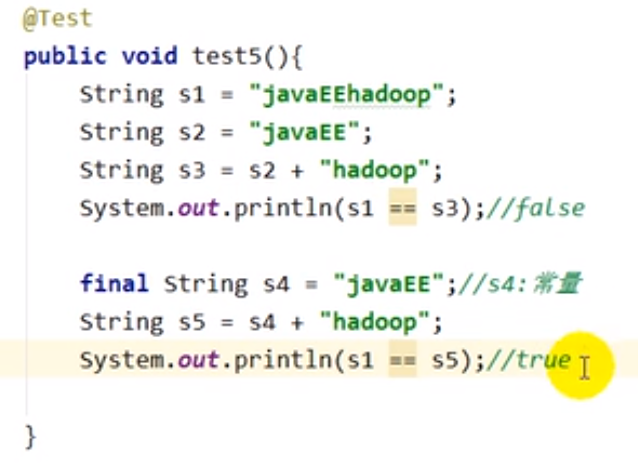 @Test
public void test5(){
String s1 = "javaEEhadoop";
String s2 = "javaEE";
String s3 = s2 + "hadoop";
System.out.println(s1 == s3);//false
final String s4 = "javaEE";//s4:常量
String s5 = s4 + "hadoop";
System.out.println(s1 == s5);//true
}